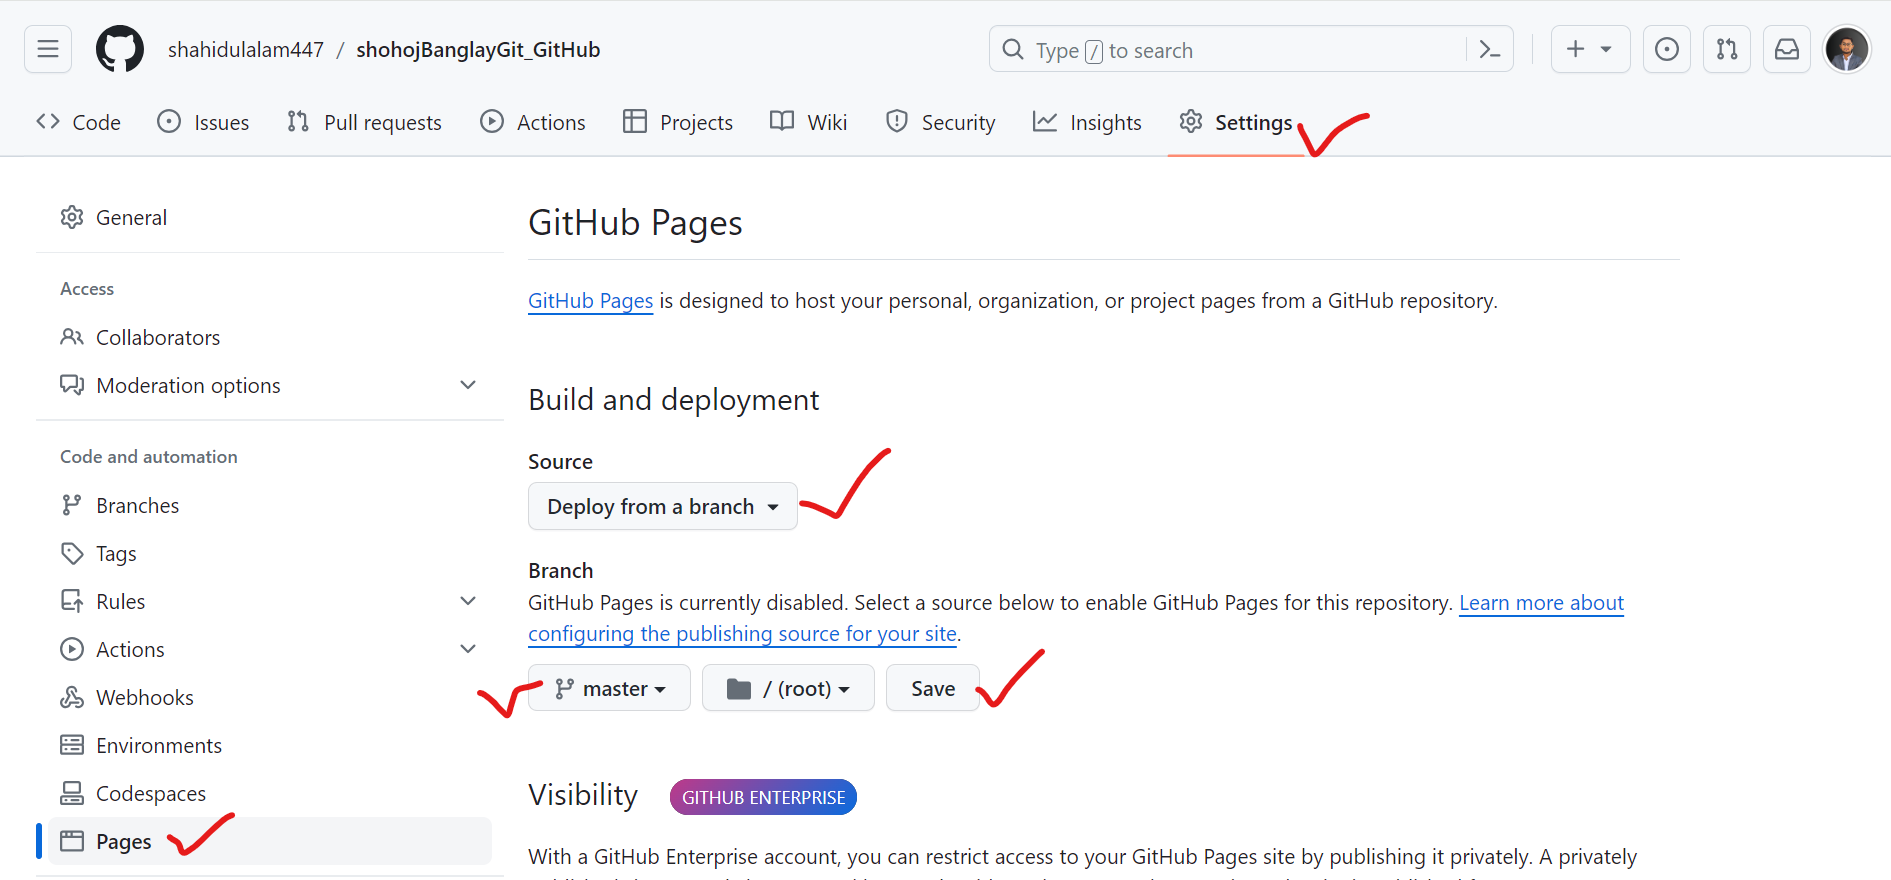 shahidulalam447 / shohojBanglayGit_GitHub
Type / to search
Code Issues Pull requests Actions Projects Wiki Security Insights Settings
General
Access
Collaborators
Moderation options
Code and automation
Branches
Tags
Rules
Actions
Webhooks
Environments
Codespaces
Pages
GitHub Pages
GitHub Pages is designed to host your personal, organization, or project pages from a GitHub repository.
Build and deployment
Source
Deploy from a branch
Branch
GitHub Pages is currently disabled. Select a source below to enable GitHub Pages for this repository. Learn more about
configuring the publishing source for your site.
master / (root) Save
Visibility GITHUB ENTERPRISE
With a GitHub Enterprise account, you can restrict access to your GitHub Pages site by publishing it privately. A privately